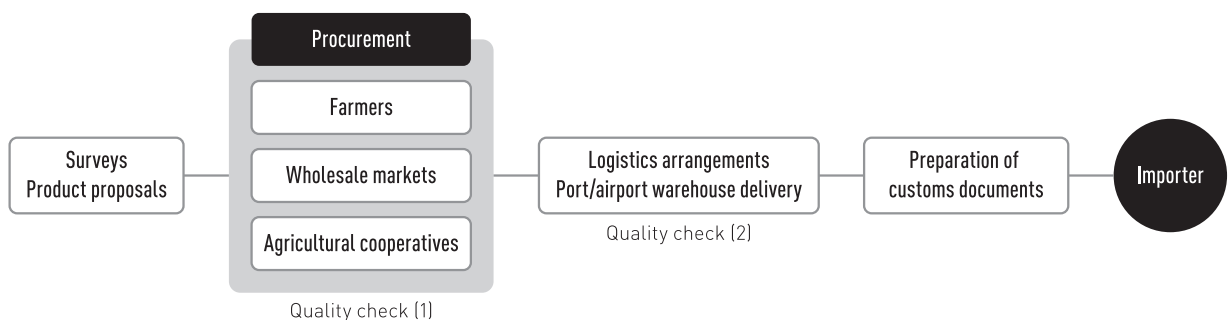 Surveys
Product proposals
Procurement
Farmers
Wholesale markets
Agricultural cooperatives
Quality check (1)
Logistics arrangements
Port/airport warehouse delivery
Quality check (2)
Preparation of
customs documents
Importer